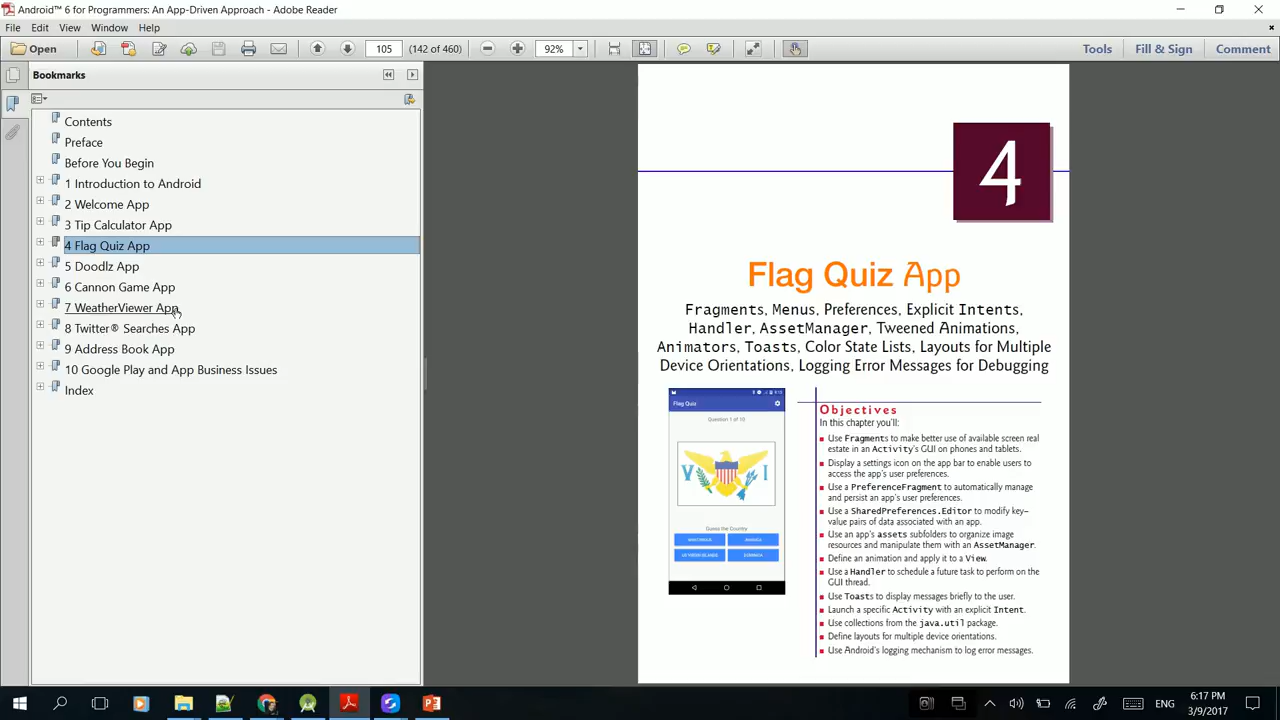 Android™ 6 for Programmers: An App-Driven Approach - Adobe Reader
File Edit View Window Help
Open 105 (142 of 460) 92% Tools Fill & Sign Comment
Bookmarks
Contents
Preface
Before You Begin
1 Introduction to Android
2 Welcome App
3 Tip Calculator App
4 Flag Quiz App
5 Doodlz App
6 Cannon Game App
7 WeatherViewer App
8 Twitter® Searches App
9 Address Book App
10 Google Play and App Business Issues
Index
4
Flag Quiz App
Fragments, Menus, Preferences, Explicit Intents,
Handler, AssetManager, Tweened Animations,
Animators, Toasts, Color State Lists, Layouts for Multiple
Device Orientations, Logging Error Messages for Debugging
Flag Quiz
Question 1 of 10
V I
Guess the Country
Objectives
In this chapter you'll:
Use Fragments to make better use of available screen real
estate in an Activity's GUI on phones and tablets.
Display a settings icon on the app bar to enable users to
access the app's user preferences.
Use a PreferenceFragment to automatically manage
and persist an app's user preferences.
Use a SharedPreferences.Editor to modify key–
value pairs of data associated with an app.
Use an app's assets subfolders to organize image
resources and manipulate them with an AssetManager.
Define an animation and apply it to a View.
Use a Handler to schedule a future task to perform on the
GUI thread.
Use Toasts to display messages briefly to the user.
Launch a specific Activity with an explicit Intent.
Use collections from the java.util package.
Define layouts for multiple device orientations.
Use Android's logging mechanism to log error messages.
ENG
6:17 PM
3/9/2017